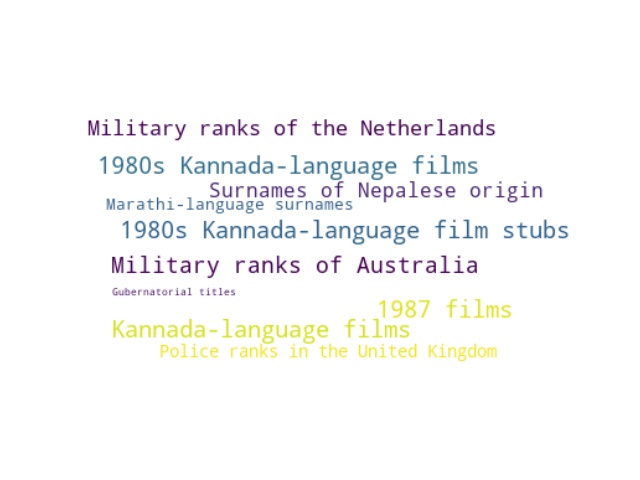 Military ranks of the Netherlands
1980s Kannada-language films
Surnames of Nepalese origin
Marathi-language surnames
1980s Kannada-language film stubs
Military ranks of Australia
Gubernatorial titles
1987 films
Kannada-language films
Police ranks in the United Kingdom